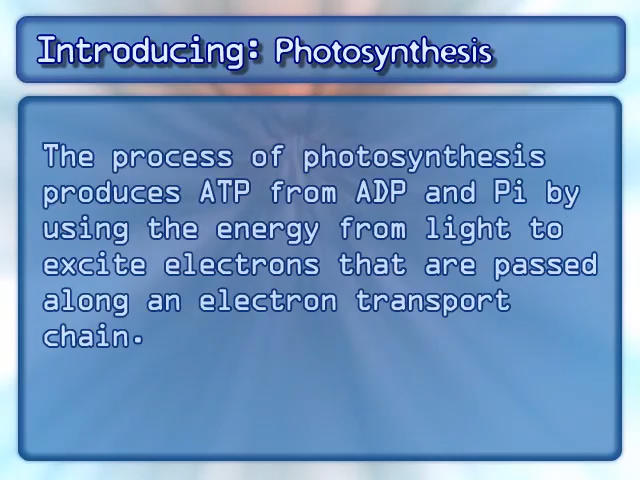 Introducing: Photosynthesis
The process of photosynthesis
produces ATP from ADP and Pi by
using the energy from light to
excite electrons that are passed
along an electron transport
chain.